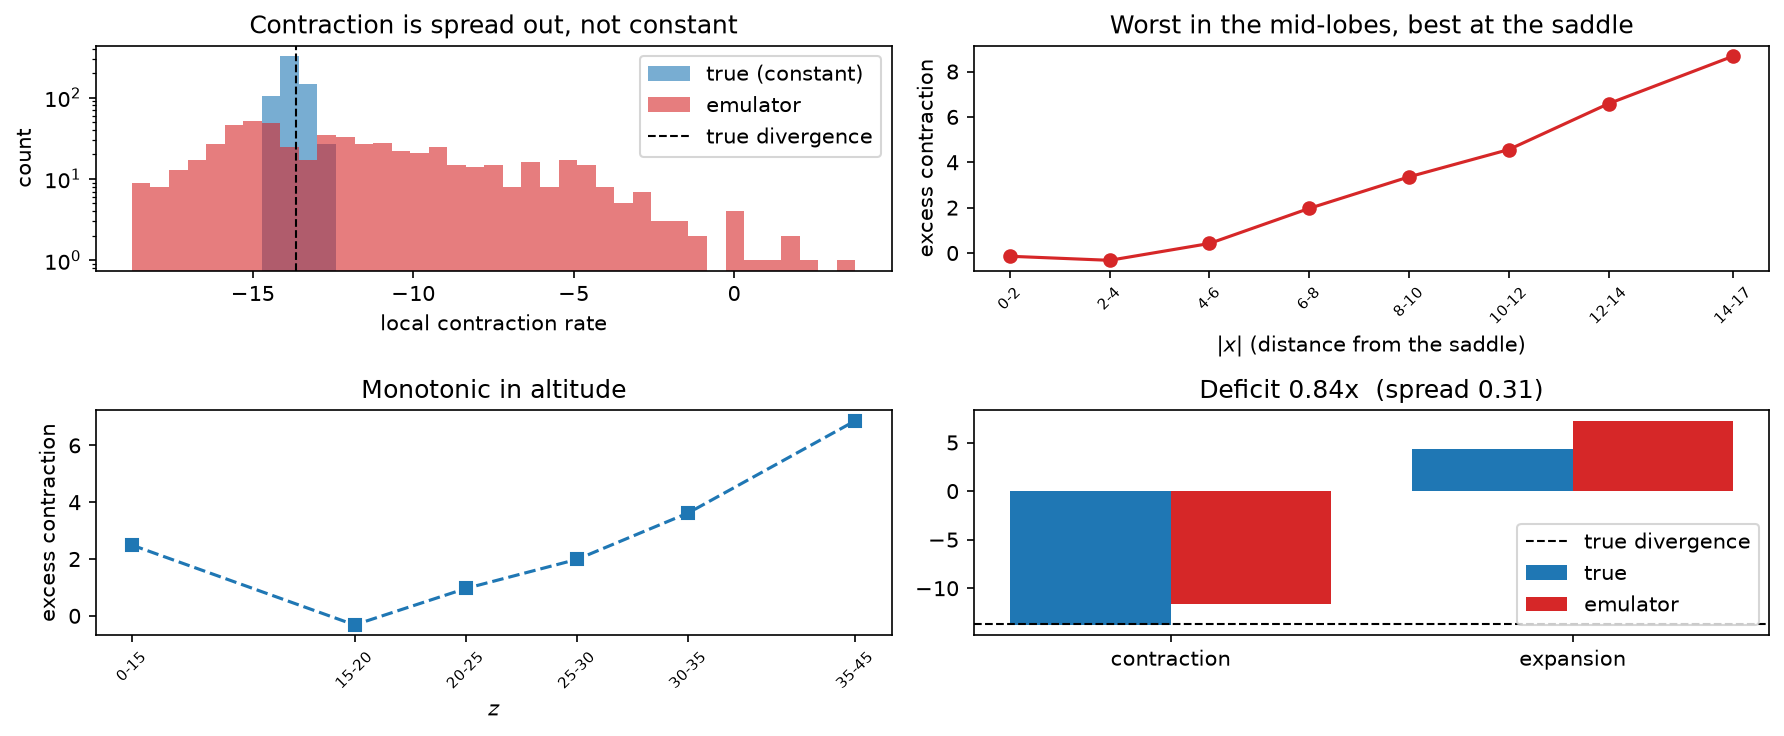 Contraction is spread out, not constant
count
10²
10¹
10⁰
true (constant)
emulator
true divergence
−15
−10
−5
0
local contraction rate
Worst in the mid-lobes, best at the saddle
excess contraction
8
6
4
2
0
0-2
2-4
4-6
6-8
8-10
10-12
12-14
14-17
|x| (distance from the saddle)
Monotonic in altitude
excess contraction
6
4
2
0
0-15
15-20
20-25
25-30
30-35
35-45
z
Deficit 0.84x (spread 0.31)
5
0
−5
−10
true divergence
true
emulator
contraction
expansion